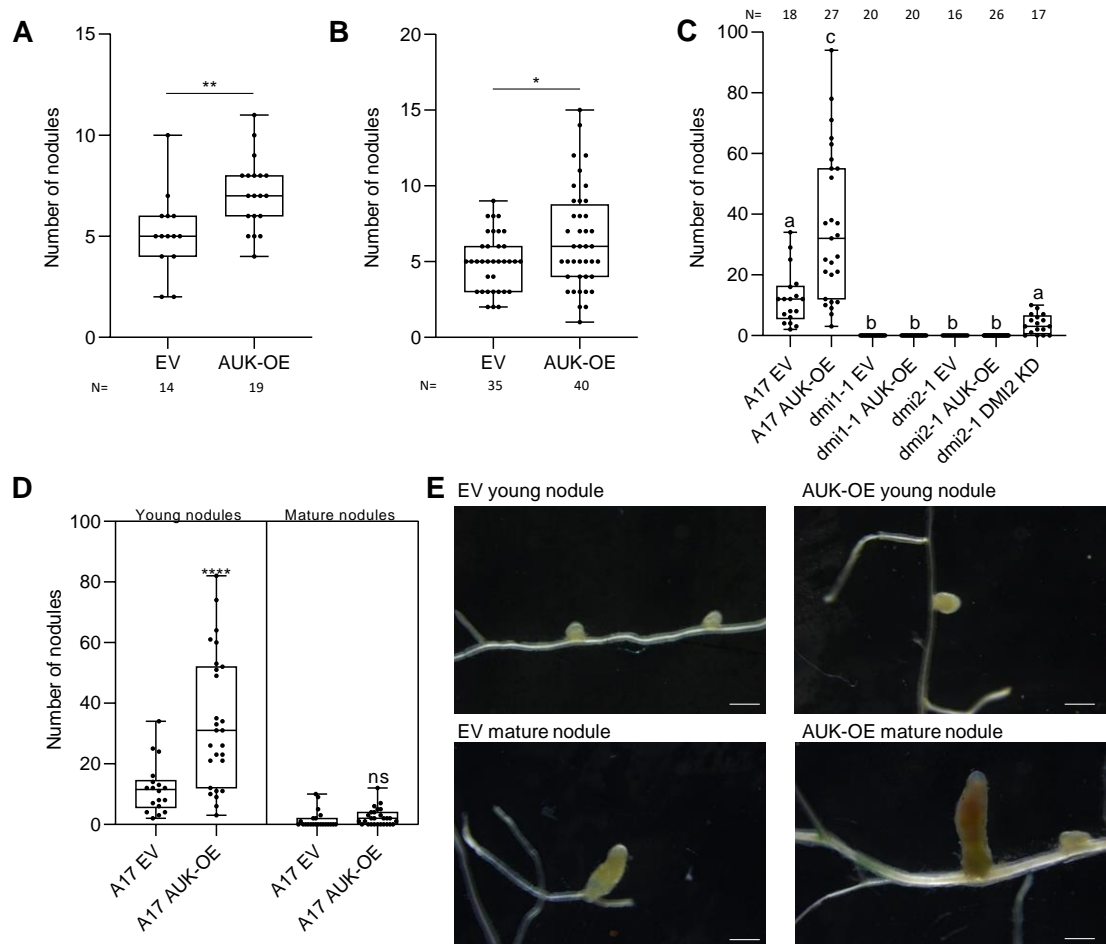 A
15
10
5
0
Number of nodules
**
EV AUK-OE
N= 14 19
B
20
15
10
5
0
Number of nodules
*
EV AUK-OE
N= 35 40
C
N= 18 27 20 20 16 26 17
100
80
60
40
20
0
Number of nodules
a c b b b b a
A17 EV
A17 AUK-OE
dmi1-1 EV
dmi1-1 AUK-OE
dmi2-1 EV
dmi2-1 AUK-OE
dmi2-1 DMI2 KD
D
Young nodules Mature nodules
100
80
60
40
20
0
Number of nodules
****
ns
A17 EV
A17 AUK-OE
A17 EV
A17 AUK-OE
E
EV young nodule
AUK-OE young nodule
EV mature nodule
AUK-OE mature nodule